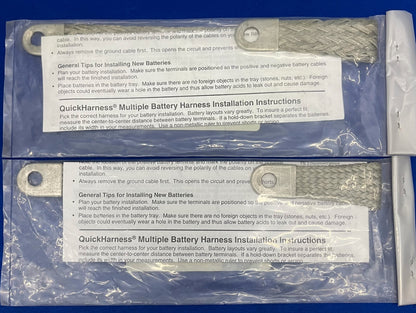 cable. In this way, you can avoid reversing the polarity of the cables on
installation.
• Always remove the ground cable first. This opens the circuit and prevents
General Tips for Installing New Batteries
• Plan your battery installation. Make sure the terminals are positioned so the positive and negative battery cables
will reach the finished installation.
• Place batteries in the battery tray. Make sure there are no foreign objects in the tray (stones, nuts, etc.). Foreign
objects could eventually wear a hole in the battery and thus allow battery acids to leak out and cause damage.
QuickHarness® Multiple Battery Harness Installation Instructions
Pick the correct harness for your battery installation. Battery layouts vary greatly. To insure a perfect
installation, measure the center-to-center distance between battery terminals. If a hold-down bracket separates the batteries,
include its width in your measurements. Use a non-metallic ruler to prevent shorts or arcing.
cable. In this way, you can avoid reversing the polarity of the cables on
installation.
• Always remove the ground cable first. This opens the circuit and prevents shorts
General Tips for Installing New Batteries
• Plan your battery installation. Make sure the terminals are positioned so the positive and negative
will reach the finished installation.
• Place batteries in the battery tray. Make sure there are no foreign objects in the tray (stones, nuts, etc.). Foreign
objects could eventually wear a hole in the battery and thus allow battery acids to leak out and cause damage.
QuickHarness® Multiple Battery Harness Installation Instructions
Pick the correct harness for your battery installation. Battery layouts vary greatly. To insure a perfect
measure the center-to-center distance between battery terminals. If a hold-down bracket separates the batteries,
include its width in your measurements. Use a non-metallic ruler to prevent shorts or arcing.